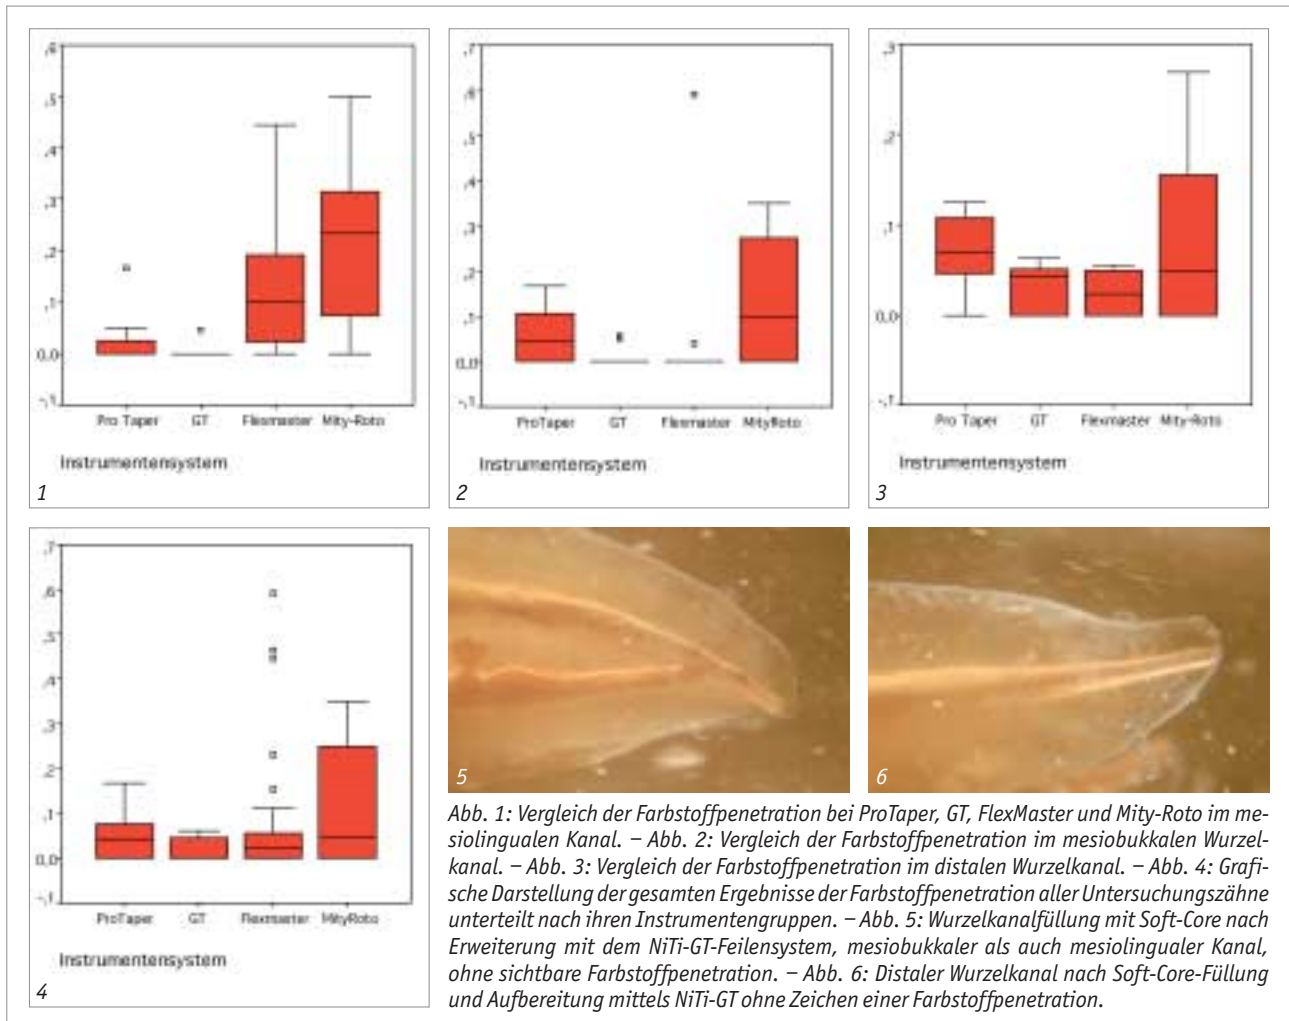 ,6
,5
,4
,3
,2
,1
0,0
-,1
Pro Taper GT Flexmaster Mity-Roto
Instrumentensystem
1
,7
,6
,5
,4
,3
,2
,1
0,0
-,1
ProTaper GT Flexmaster MityRoto
Instrumentensystem
2
,3
,2
,1
0,0
-,1
Pro Taper GT Flexmaster Mity-Roto
Instrumentensystem
3
,7
,6
,5
,4
,3
,2
,1
0,0
-,1
ProTaper GT Flexmaster MityRoto
Instrumentensystem
4
5
6
Abb. 1: Vergleich der Farbstoffpenetration bei ProTaper, GT, FlexMaster und Mity-Roto im me-
siolingualen Kanal. – Abb. 2: Vergleich der Farbstoffpenetration im mesiobukkalen Wurzel-
kanal. – Abb. 3: Vergleich der Farbstoffpenetration im distalen Wurzelkanal. – Abb. 4: Grafi-
sche Darstellung der gesamten Ergebnisse der Farbstoffpenetration aller Untersuchungszähne
unterteilt nach ihren Instrumentengruppen. – Abb. 5: Wurzelkanalfüllung mit Soft-Core nach
Erweiterung mit dem NiTi-GT-Feilensystem, mesiobukkaler als auch mesiolingualer Kanal,
ohne sichtbare Farbstoffpenetration. – Abb. 6: Distaler Wurzelkanal nach Soft-Core-Füllung
und Aufbereitung mittels NiTi-GT ohne Zeichen einer Farbstoffpenetration.